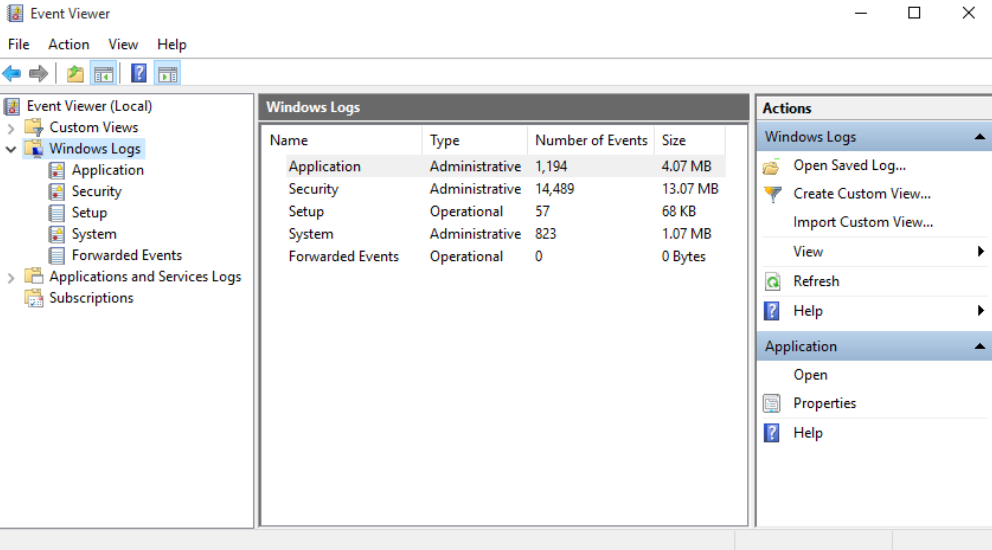 Event Viewer
File Action View Help
Event Viewer (Local)
Custom Views
Windows Logs
Application
Security
Setup
System
Forwarded Events
Applications and Services Logs
Subscriptions
Windows Logs
Name Type Number of Events Size
Application Administrative 1,194 4.07 MB
Security Administrative 14,489 13.07 MB
Setup Operational 57 68 KB
System Administrative 823 1.07 MB
Forwarded Events Operational 0 0 Bytes
Actions
Windows Logs
Open Saved Log...
Create Custom View...
Import Custom View...
View
Refresh
Help
Application
Open
Properties
Help